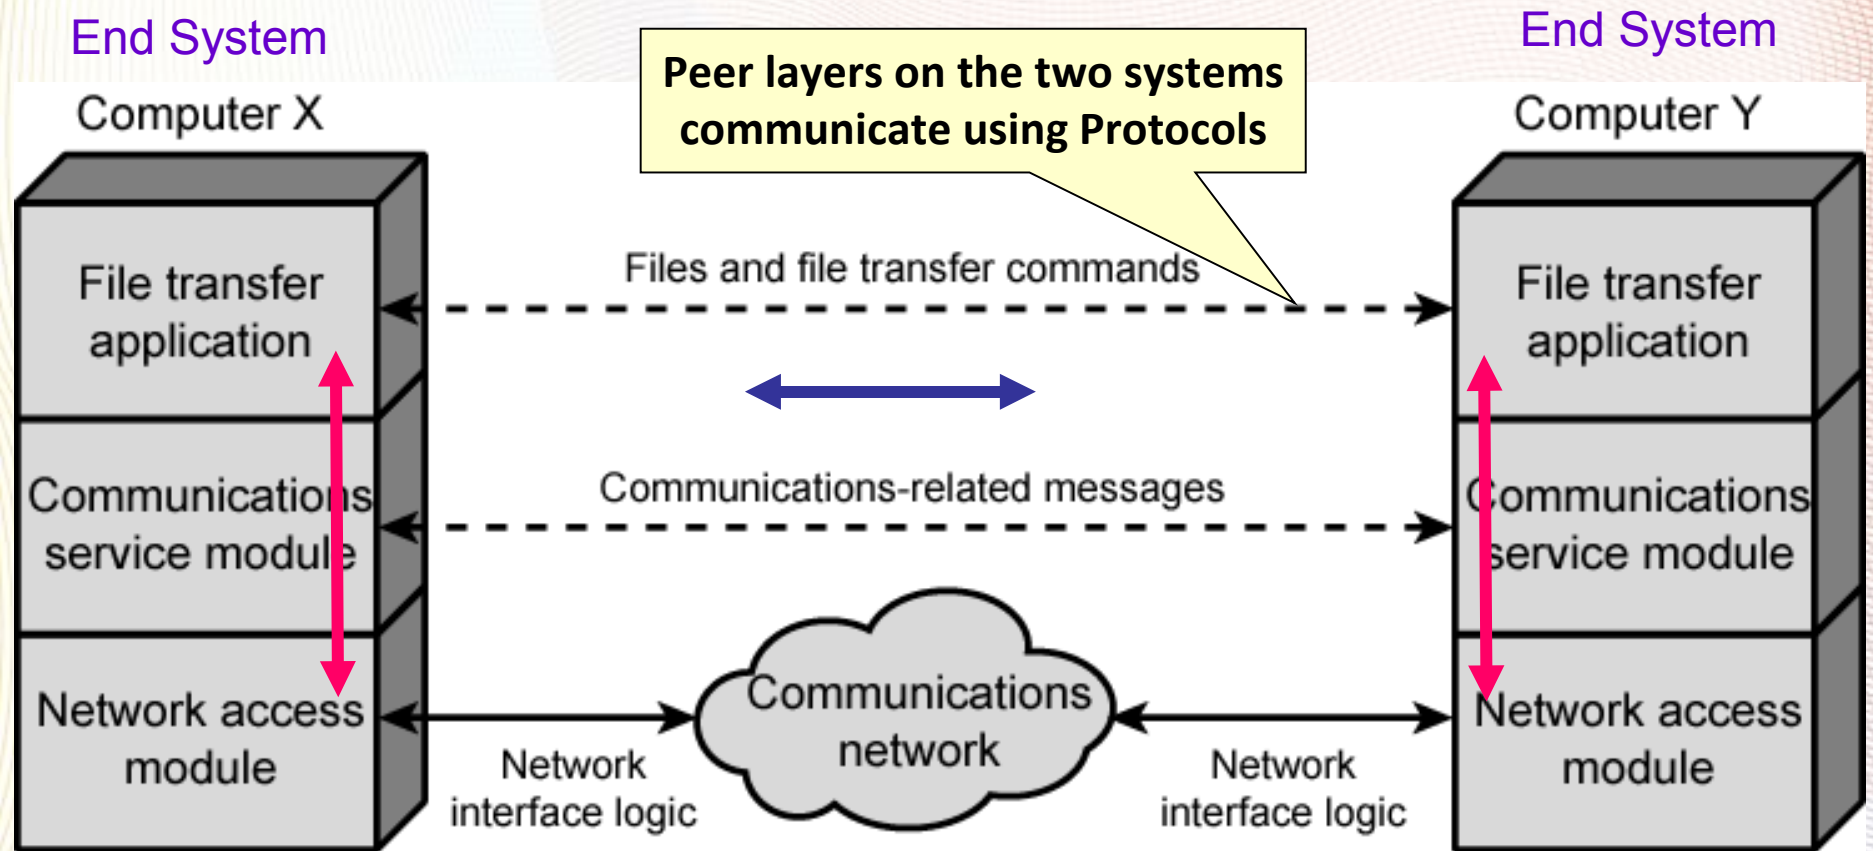 End System
End System
Peer layers on the two systems
communicate using Protocols
Computer X
Computer Y
File transfer
application
Files and file transfer commands
File transfer
application
Communications
service module
Communications-related messages
Communications
service module
Network access
module
Network
interface logic
Communications
network
Network
interface logic
Network access
module